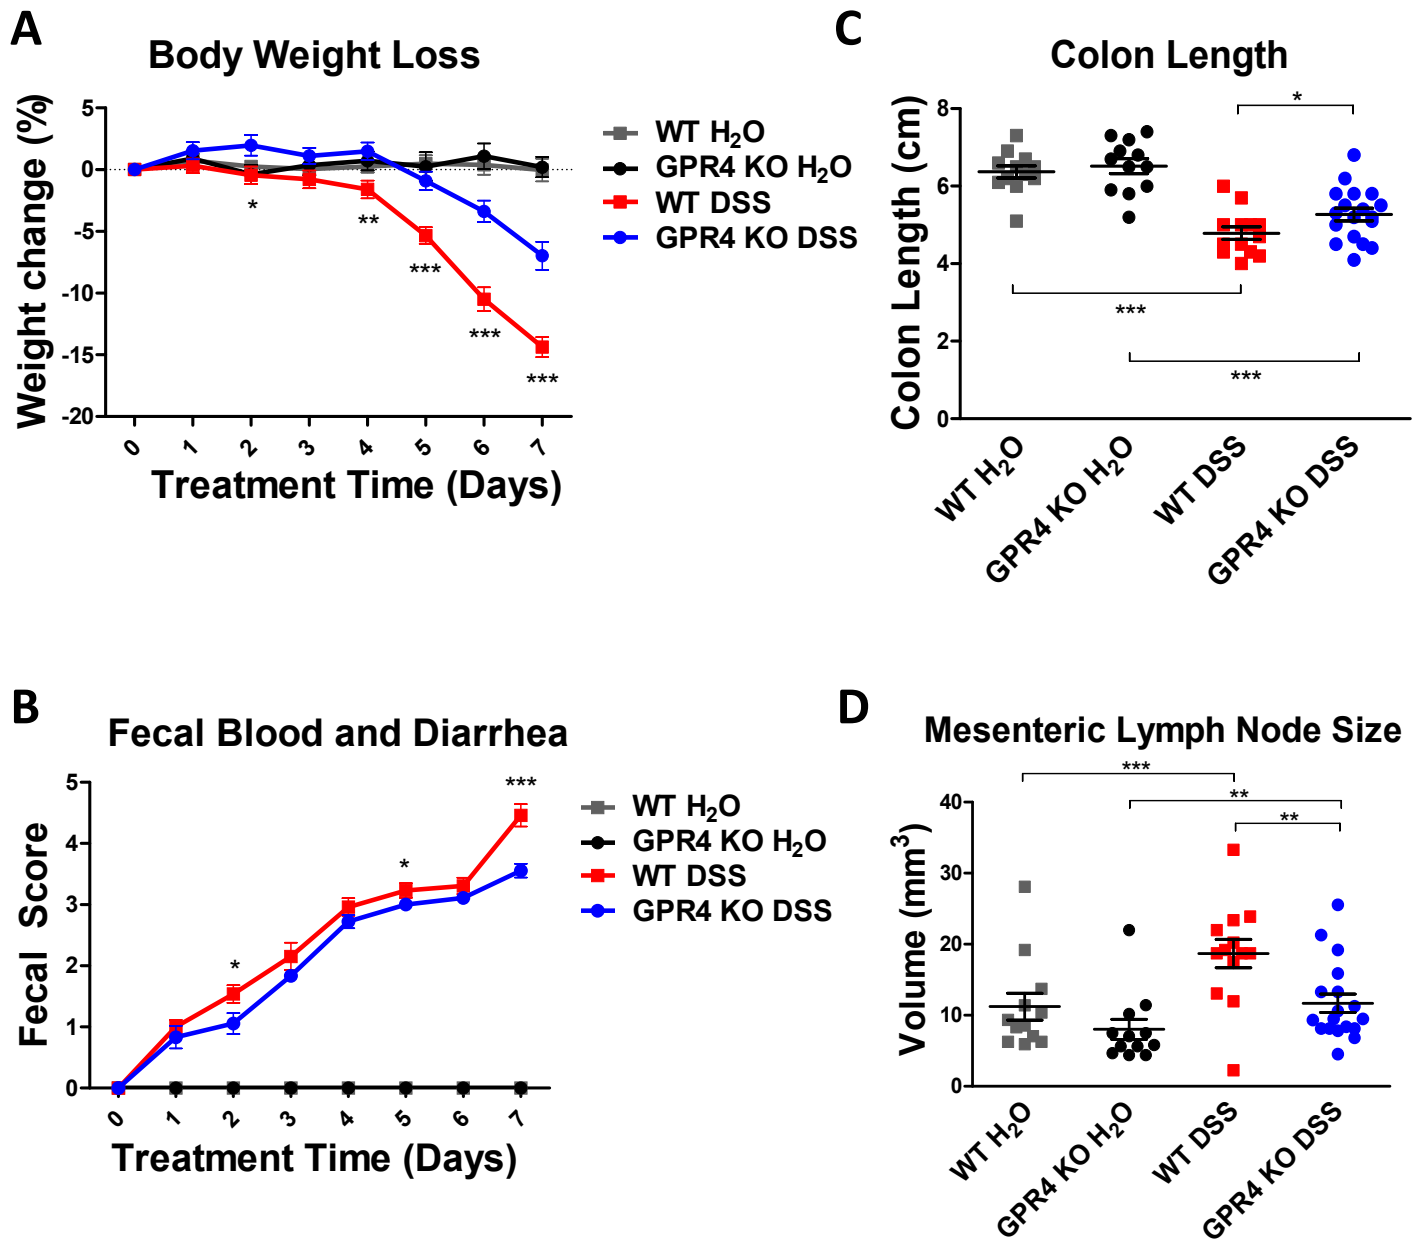 A
Body Weight Loss
Weight change (%)
5
0
-5
-10
-15
-20
*
**
***
***
***
0 1 2 3 4 5 6 7
Treatment Time (Days)
WT H2O
GPR4 KO H2O
WT DSS
GPR4 KO DSS
C
Colon Length
Colon Length (cm)
8
6
4
2
0
*
***
***
WT H2O
GPR4 KO H2O
WT DSS
GPR4 KO DSS
B
Fecal Blood and Diarrhea
Fecal Score
5
4
3
2
1
0
*
*
***
0 1 2 3 4 5 6 7
Treatment Time (Days)
WT H2O
GPR4 KO H2O
WT DSS
GPR4 KO DSS
D
Mesenteric Lymph Node Size
Volume (mm3)
40
30
20
10
0
***
**
**
WT H2O
GPR4 KO H2O
WT DSS
GPR4 KO DSS